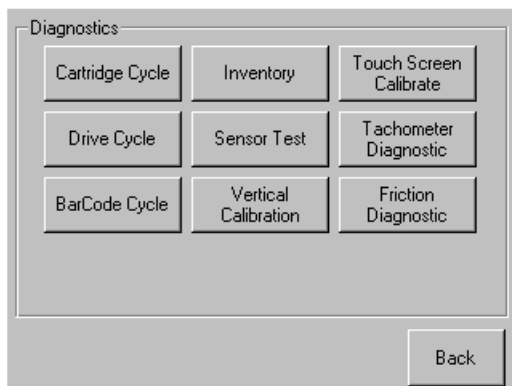 Diagnostics
Cartridge Cycle
Inventory
Touch Screen
Calibrate
Drive Cycle
Sensor Test
Tachometer
Diagnostic
BarCode Cycle
Vertical
Calibration
Friction
Diagnostic
Back